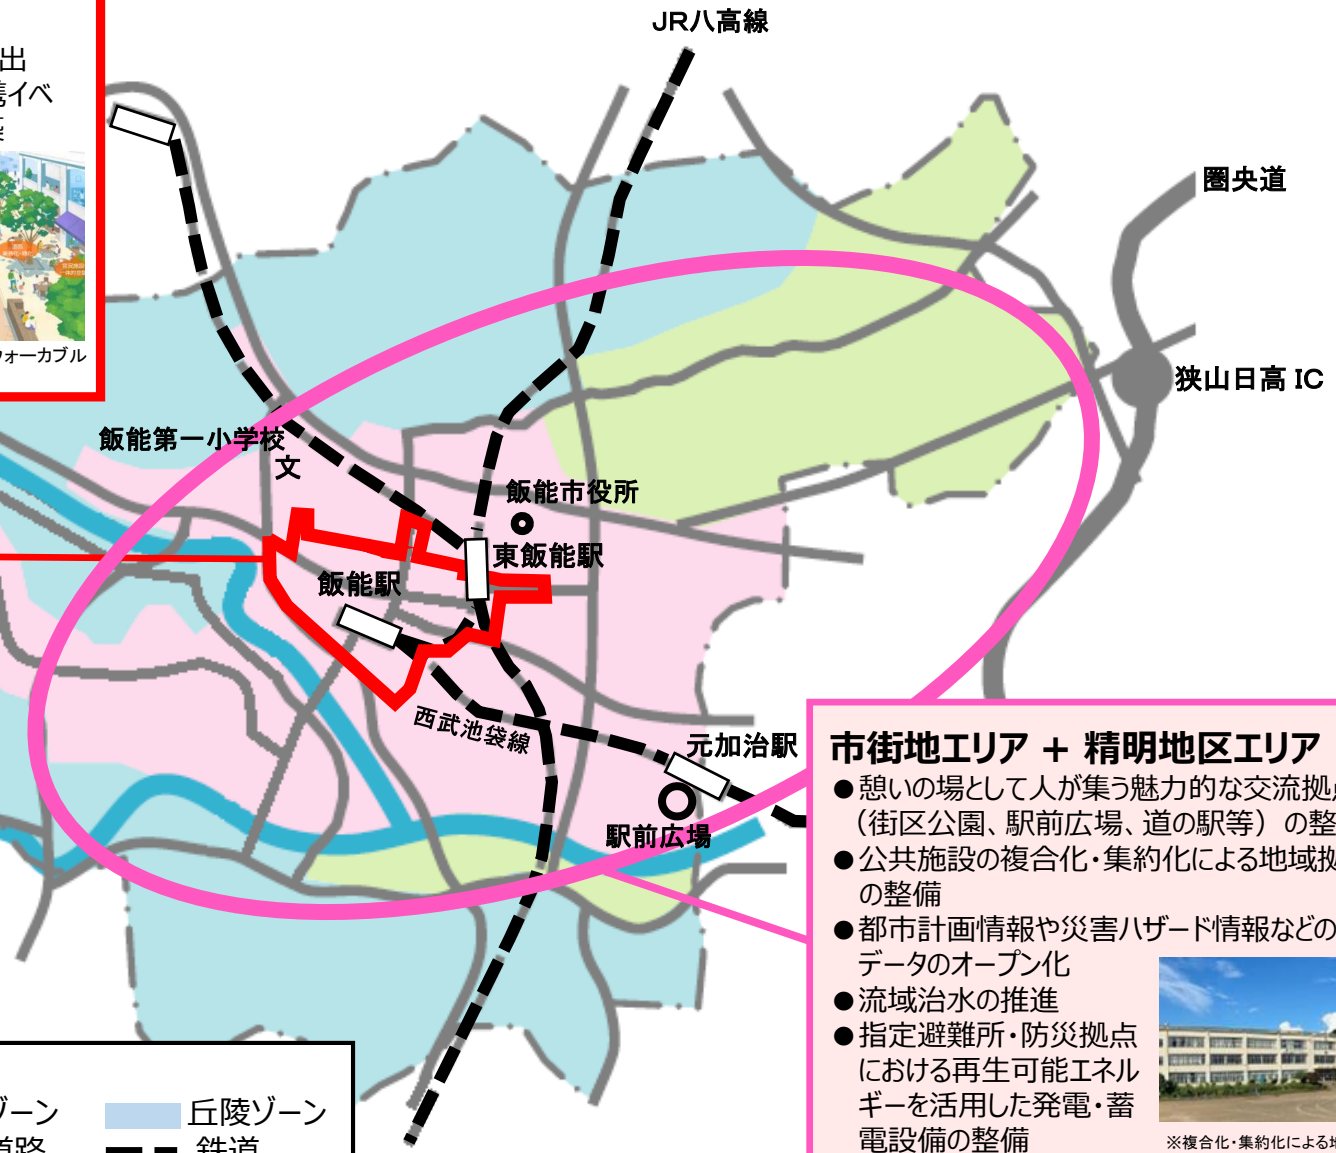 JR八高線
出
携イベ
ウォーカブル
圏央道
狭山日高 IC
飯能第一小学校
文
飯能市役所
東飯能駅
飯能駅
西武池袋線
元加治駅
駅前広場
市街地エリア + 精明地区エリア
●憩いの場として人が集う魅力的な交流拠点
（街区公園、駅前広場、道の駅等）の整
●公共施設の複合化・集約化による地域拠
の整備
●都市計画情報や災害ハザード情報などの
データのオープン化
●流域治水の推進
●指定避難所・防災拠点
における再生可能エネル
ギーを活用した発電・蓄
電設備の整備
※複合化・集約化による地
ゾーン
丘陵ゾーン
道路
鉄道